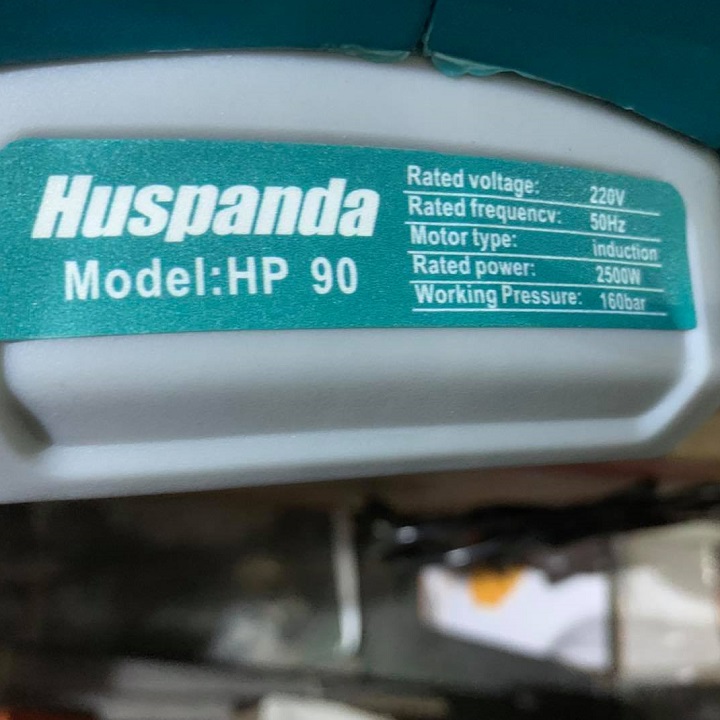 Huspanda
Model:HP 90
Rated voltage: 220V
Rated frequencv: 50Hz
Motor type: induction
Rated power: 2500W
Working Pressure: 160bar